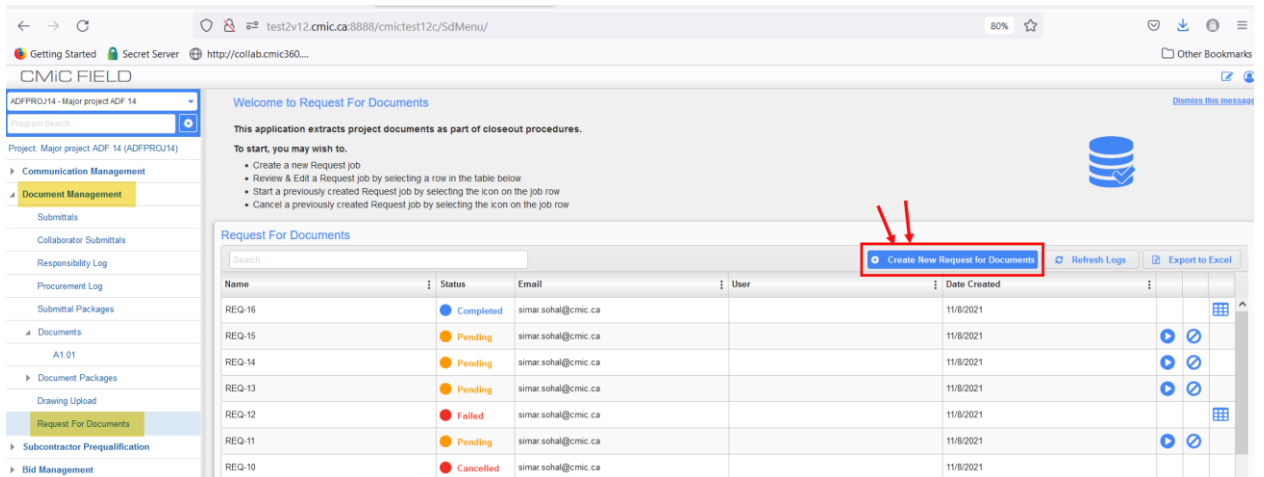 test2v12.cmic.ca:8888/cmictest12c/SdMenu/ 80%
Getting Started Secret Server http://collab.cmic360.... Other Bookmarks
CMiC FIELD
ADFPROJ14 - Major project ADF 14
Program Search...
Project: Major project ADF 14 (ADFPROJ14)
Communication Management
Document Management
Submittals
Collaborator Submittals
Responsibility Log
Procurement Log
Submittal Packages
Documents
A1.01
Document Packages
Drawing Upload
Request For Documents
Subcontractor Prequalification
Bid Management
Welcome to Request For Documents Dismiss this message
This application extracts project documents as part of closeout procedures.
To start, you may wish to.
• Create a new Request job
• Review & Edit a Request job by selecting a row in the table below
• Start a previously created Request job by selecting the icon on the job row
• Cancel a previously created Request job by selecting the icon on the job row
Request For Documents
Search... Create New Request for Documents Refresh Logs Export to Excel
Name Status Email User Date Created
REQ-16 Completed simar.sohal@cmic.ca 11/8/2021
REQ-15 Pending simar.sohal@cmic.ca 11/8/2021
REQ-14 Pending simar.sohal@cmic.ca 11/8/2021
REQ-13 Pending simar.sohal@cmic.ca 11/8/2021
REQ-12 Failed simar.sohal@cmic.ca 11/8/2021
REQ-11 Pending simar.sohal@cmic.ca 11/8/2021
REQ-10 Cancelled simar.sohal@cmic.ca 11/8/2021